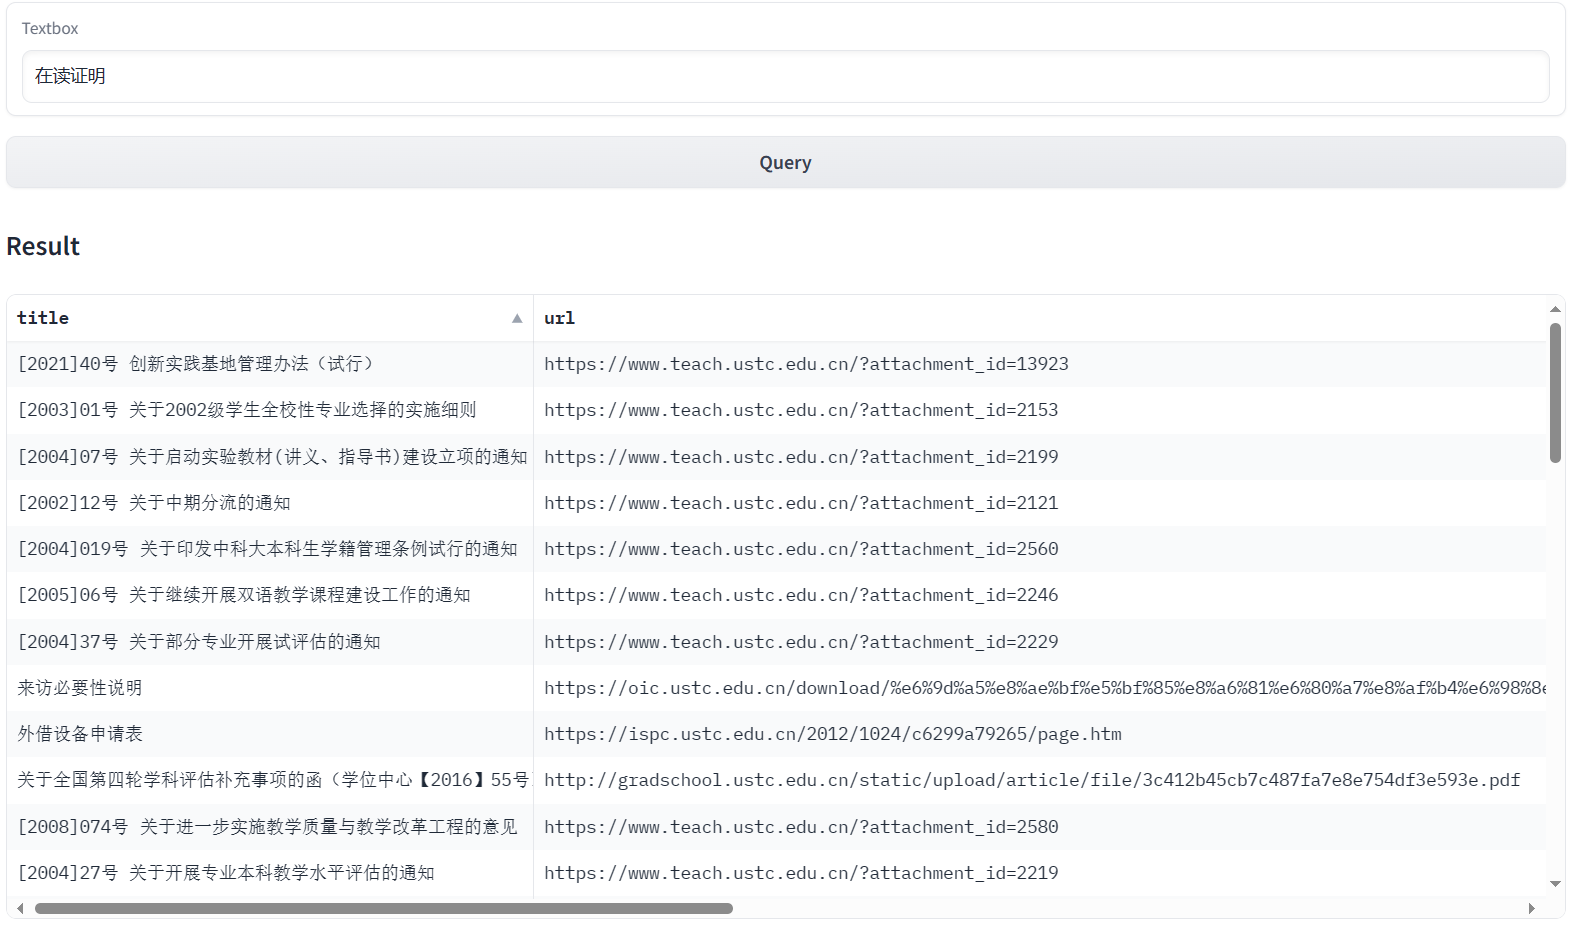 Textbox
在读证明
Query
Result
title url
[2021]40号 创新实践基地管理办法（试行） https://www.teach.ustc.edu.cn/?attachment_id=13923
[2003]01号 关于2002级学生全校性专业选择的实施细则 https://www.teach.ustc.edu.cn/?attachment_id=2153
[2004]07号 关于启动实验教材(讲义、指导书)建设立项的通知 https://www.teach.ustc.edu.cn/?attachment_id=2199
[2002]12号 关于中期分流的通知 https://www.teach.ustc.edu.cn/?attachment_id=2121
[2004]019号 关于印发中科大本科生学籍管理条例试行的通知 https://www.teach.ustc.edu.cn/?attachment_id=2560
[2005]06号 关于继续开展双语教学课程建设工作的通知 https://www.teach.ustc.edu.cn/?attachment_id=2246
[2004]37号 关于部分专业开展试评估的通知 https://www.teach.ustc.edu.cn/?attachment_id=2229
来访必要性说明 https://oic.ustc.edu.cn/download/%e6%9d%a5%e8%ae%bf%e5%bf%85%e8%a6%81%e6%80%a7%e8%af%b4%e6%98%8e
外借设备申请表 https://ispc.ustc.edu.cn/2012/1024/c6299a79265/page.htm
关于全国第四轮学科评估补充事项的函（学位中心【2016】55号 http://gradschool.ustc.edu.cn/static/upload/article/file/3c412b45cb7c487fa7e8e754df3e593e.pdf
[2008]074号 关于进一步实施教学质量与教学改革工程的意见 https://www.teach.ustc.edu.cn/?attachment_id=2580
[2004]27号 关于开展专业本科教学水平评估的通知 https://www.teach.ustc.edu.cn/?attachment_id=2219